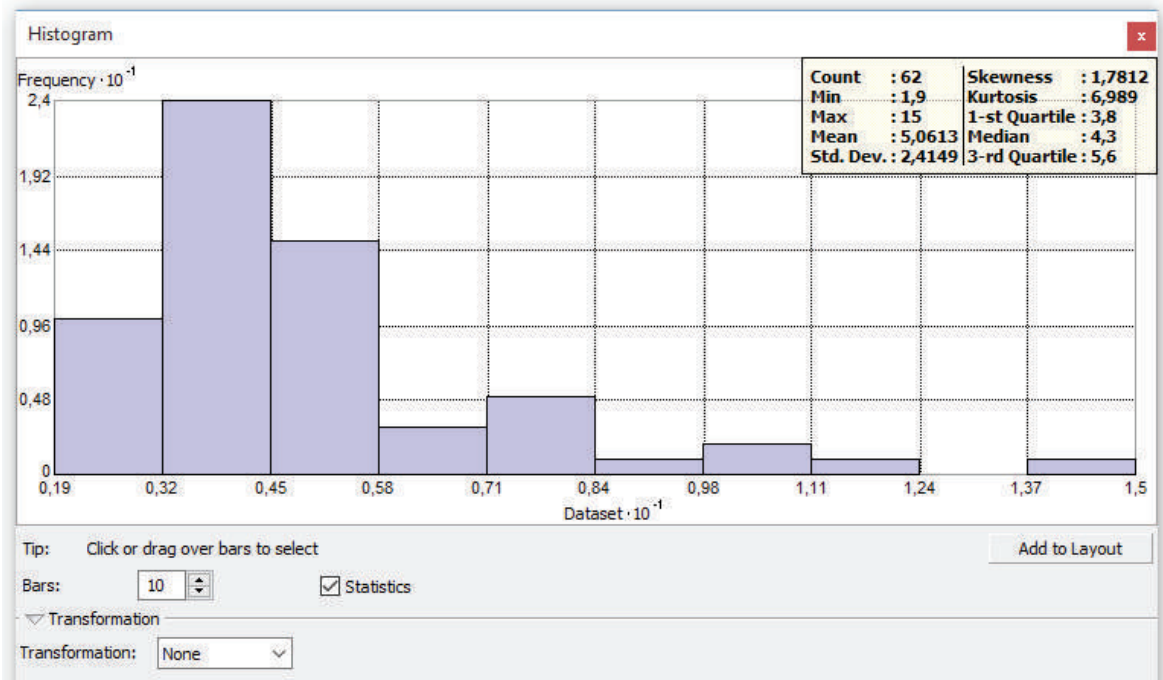 Histogram
x
Frequency · 10 -1
Count : 62 Skewness : 1,7812
Min : 1,9 Kurtosis : 6,989
Max : 15 1-st Quartile : 3,8
Mean : 5,0613 Median : 4,3
Std. Dev. : 2,4149 3-rd Quartile : 5,6
2,4
1,92
1,44
0,96
0,48
0
0,19 0,32 0,45 0,58 0,71 0,84 0,98 1,11 1,24 1,37 1,5
Dataset · 10 -1
Tip: Click or drag over bars to select Add to Layout
Bars: 10 Statistics
Transformation
Transformation: None